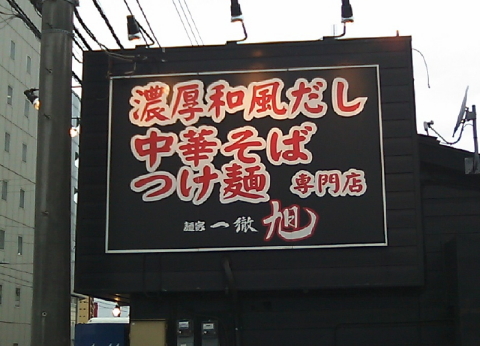 濃厚和風だし
中華そば
つけ麺 専門店
麺家 一徹 旭